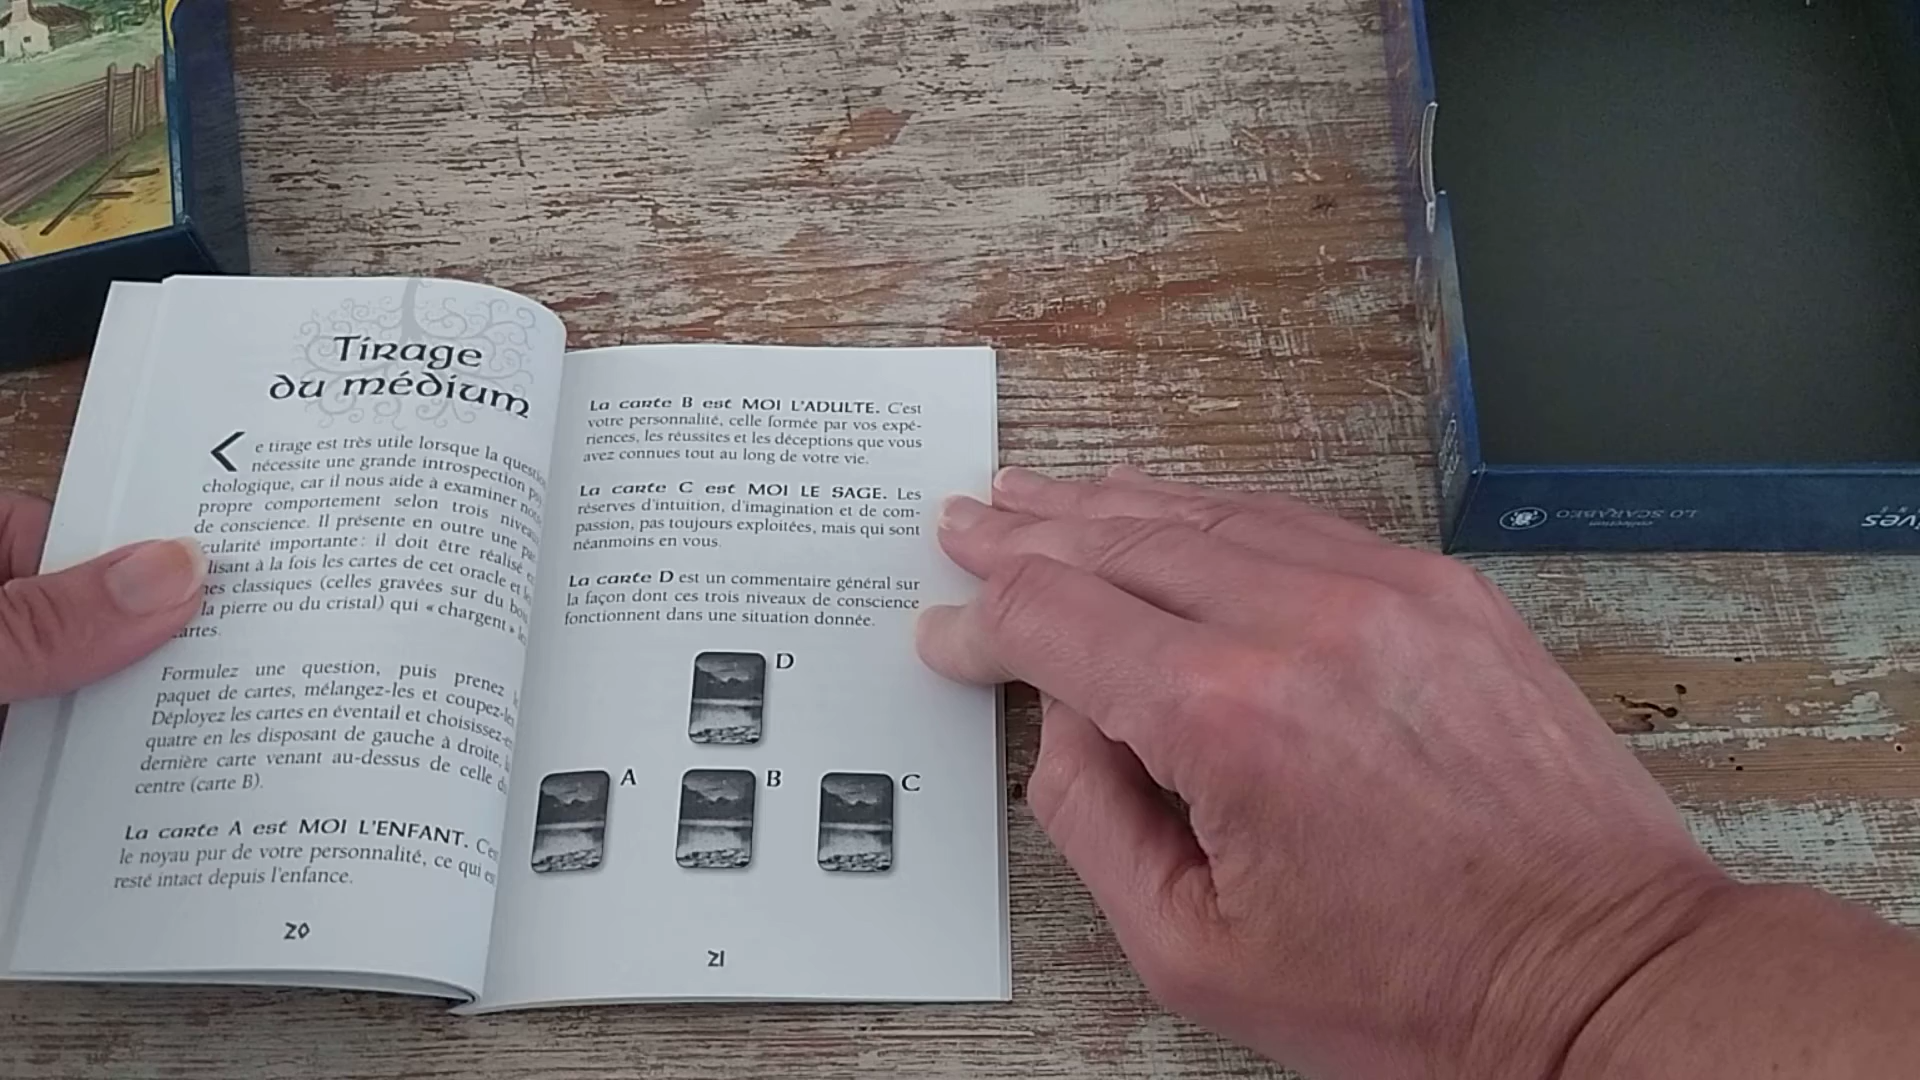 Tirage
du médium
e tirage est très utile lorsque la
nécessite une grande introspection
chologique, car il nous aide à examiner
propre comportement selon trois
de conscience. Il présente en outre une
importante : il doit être réalisé
à la fois les cartes de cet oracle et
classiques (celles gravées sur du
la pierre ou du cristal) qui « chargent »
Formulez une question, puis prenez
paquet de cartes, mélangez-les et
Déployez les cartes en éventail et
quatre en les disposant de gauche à droite,
dernière carte venant au-dessus de celle
centre (carte B).
La carte A est MOI L'ENFANT.
le noyau pur de votre personnalité, ce qui
resté intact depuis l'enfance.
20
La carte B est MOI L'ADULTE. C'est
votre personnalité, celle formée par vos expé-
riences, les réussites et les déceptions que vous
avez connues tout au long de votre vie.
La carte C est MOI LE SAGE. Les
réserves d'intuition, d'imagination et de com-
passion, pas toujours exploitées, mais qui sont
néanmoins en vous.
La carte D est un commentaire général sur
la façon dont ces trois niveaux de conscience
fonctionnent dans une situation donnée.
D
A B C
21
collection
LO SCARABEO